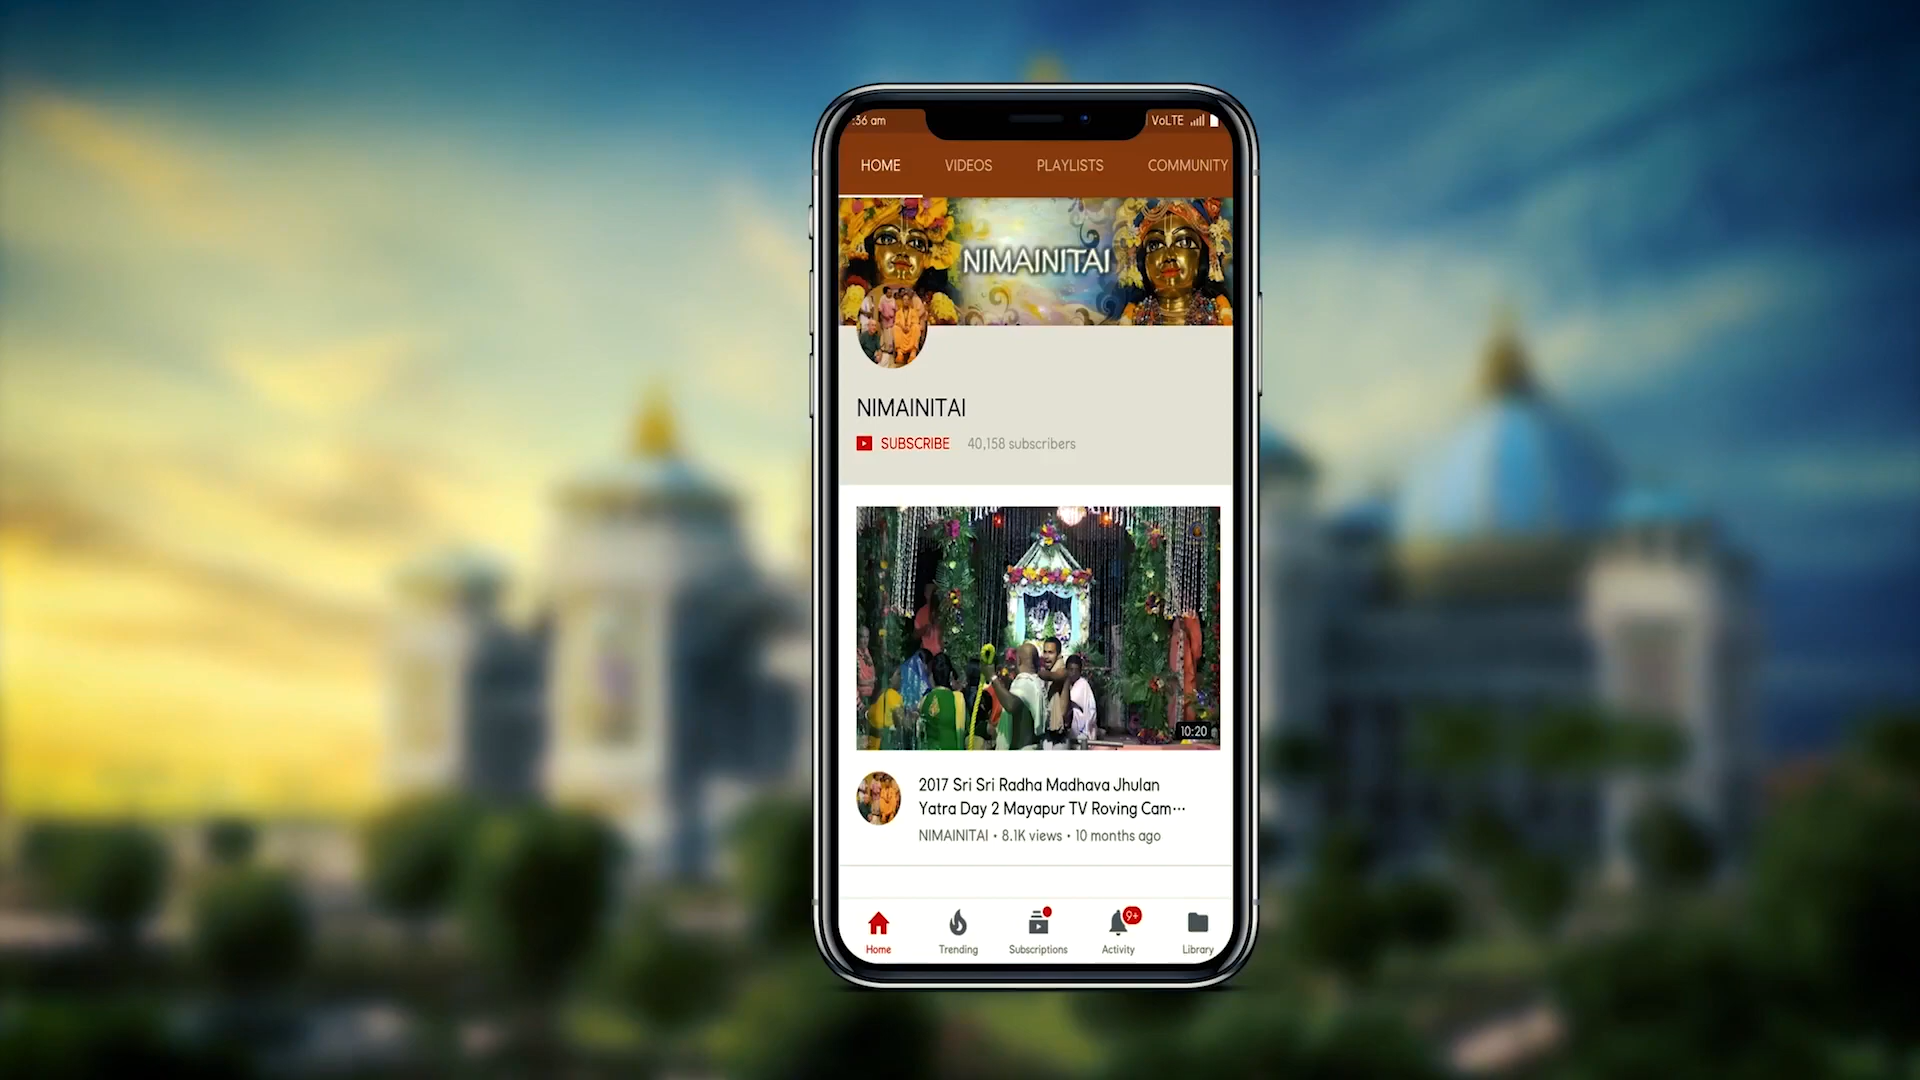 :36 am VoLTE
HOME VIDEOS PLAYLISTS COMMUNITY
NIMAINITAI
NIMAINITAI
SUBSCRIBE 40,158 subscribers
10:20
2017 Sri Sri Radha Madhava Jhulan
Yatra Day 2 Mayapur TV Roving Cam...
NIMAINITAI • 8.1K views • 10 months ago
9+
Home Trending Subscriptions Activity Library